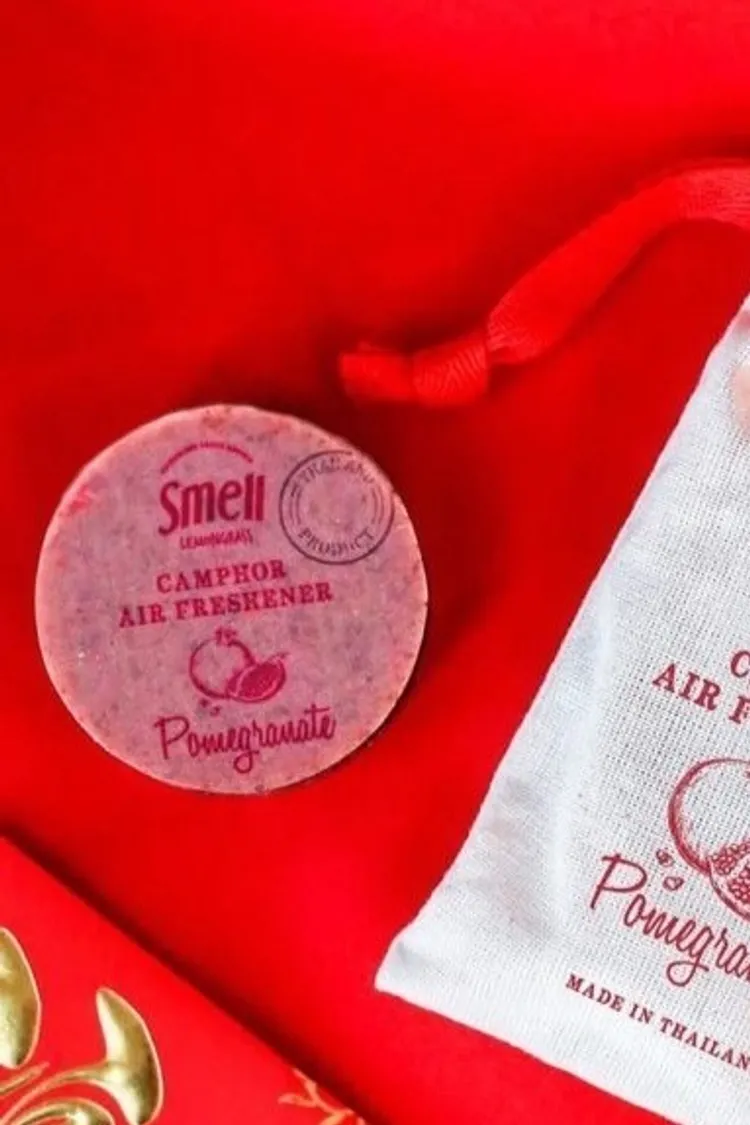 Smell
LEMONGRASS
THAILAND
PRODUCT
CAMPHOR
AIR FRESHENER
Pomegranate
C
AIR F
Pomegra
MADE IN THAILAN